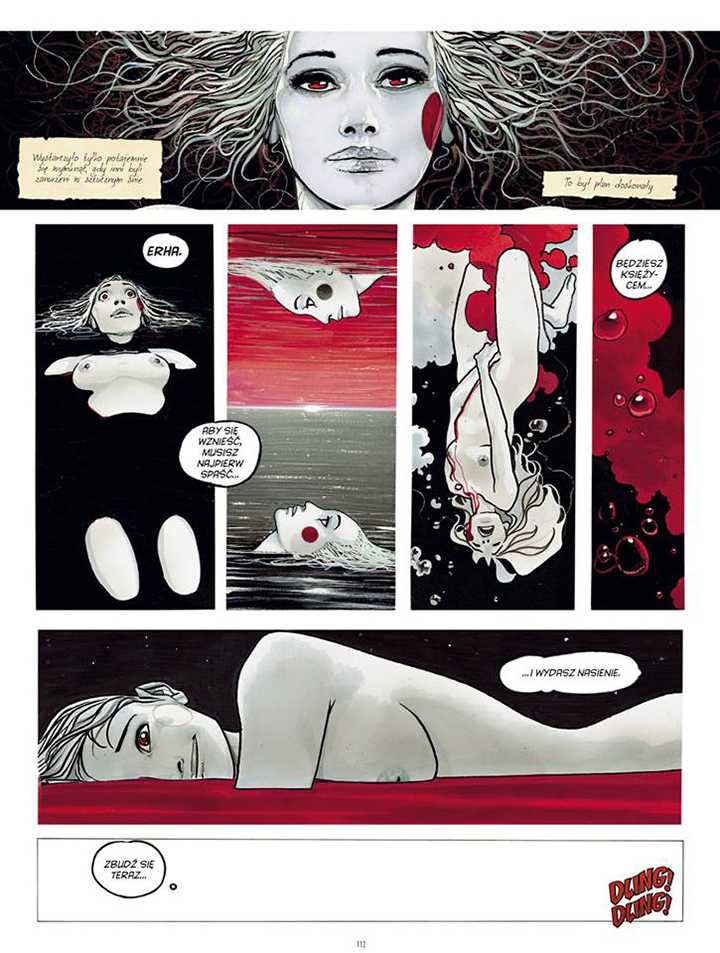 Wystarczyło tylko potajemnie
się wymknąć, gdy inni byli
zanurzeni w sztucznym śnie.
To był plan doskonały
ERHA.
ABY SIĘ
WZNIEŚĆ,
MUSISZ
NAJPIERW
SPAŚĆ...
BĘDZIESZ
KSIĘŻY-
CEM...
...I WYDASZ NASIENIE.
ZBUDŹ SIĘ
TERAZ...
DLING!
DLING!
112